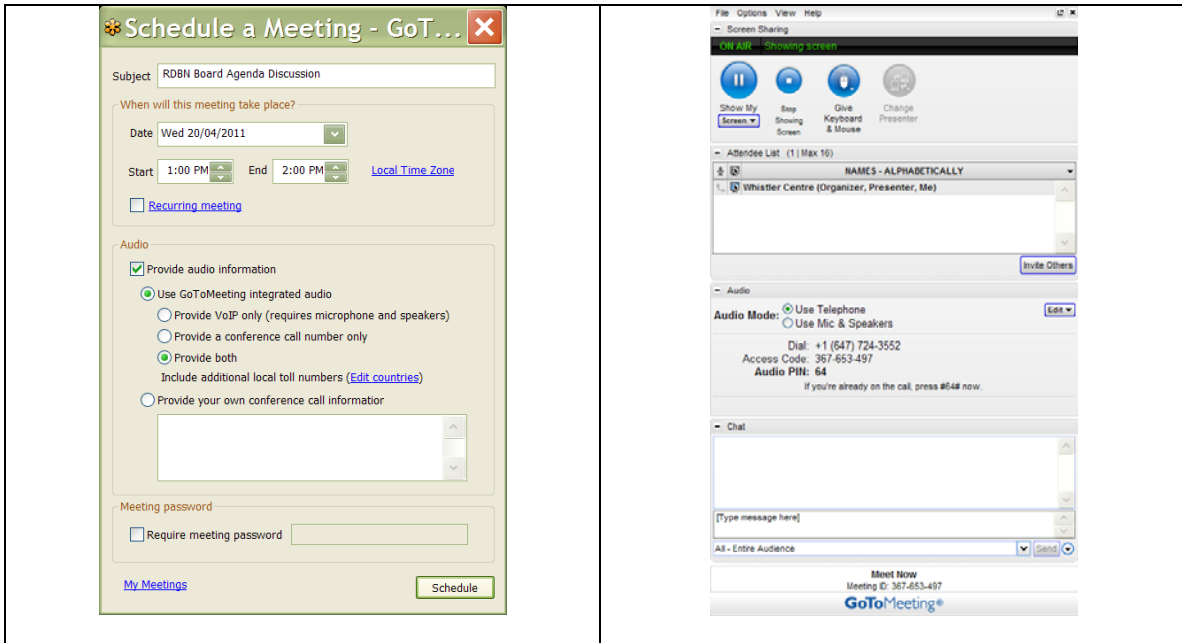 Schedule a Meeting - GoT...
Subject RDBN Board Agenda Discussion
When will this meeting take place?
Date Wed 20/04/2011
Start 1:00 PM End 2:00 PM Local Time Zone
Recurring meeting
Audio
Provide audio information
Use GoToMeeting integrated audio
Provide VoIP only (requires microphone and speakers)
Provide a conference call number only
Provide both
Include additional local toll numbers (Edit countries)
Provide your own conference call informatior
Meeting password
Require meeting password
My Meetings Schedule
File Options View Help
Screen Sharing
ON AIR Showing screen
Show My Screen
Stop Showing Screen
Give Keyboard & Mouse
Change Presenter
Attendee List (1 | Max 16)
NAMES - ALPHABETICALLY
Whistler Centre (Organizer, Presenter, Me)
Invite Others
Audio
Audio Mode: Use Telephone Edit
Use Mic & Speakers
Dial: +1 (647) 724-3552
Access Code: 367-653-497
Audio PIN: 64
If you're already on the call, press #64# now.
Chat
[Type message here]
All - Entire Audience Send
Meet Now
Meeting ID: 367-653-497
GoToMeeting®